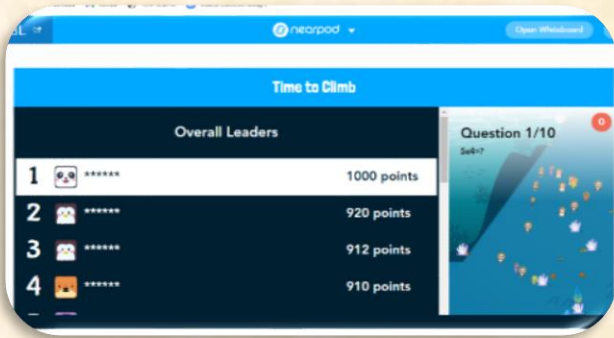 nearpod
Open Whiteboard
Time to Climb
Overall Leaders
1 ****** 1000 points
2 ****** 920 points
3 ****** 912 points
4 ****** 910 points
Question 1/10
0